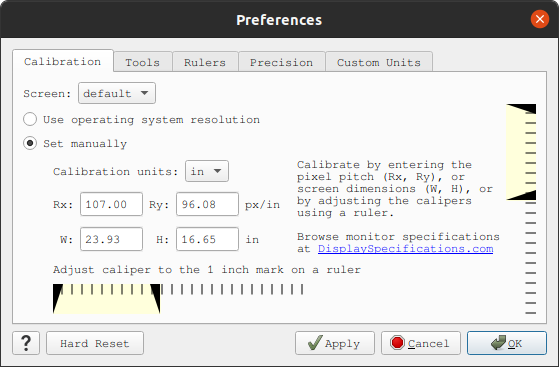 Preferences
Calibration Tools Rulers Precision Custom Units
Screen: default
Use operating system resolution
Set manually
Calibration units: in
Rx: 107.00 Ry: 96.08 px/in
W: 23.93 H: 16.65 in
Calibrate by entering the
pixel pitch (Rx, Ry), or
screen dimensions (W, H), or
by adjusting the calipers
using a ruler.
Browse monitor specifications
at DisplaySpecifications.com
Adjust caliper to the 1 inch mark on a ruler
? Hard Reset Apply Cancel OK